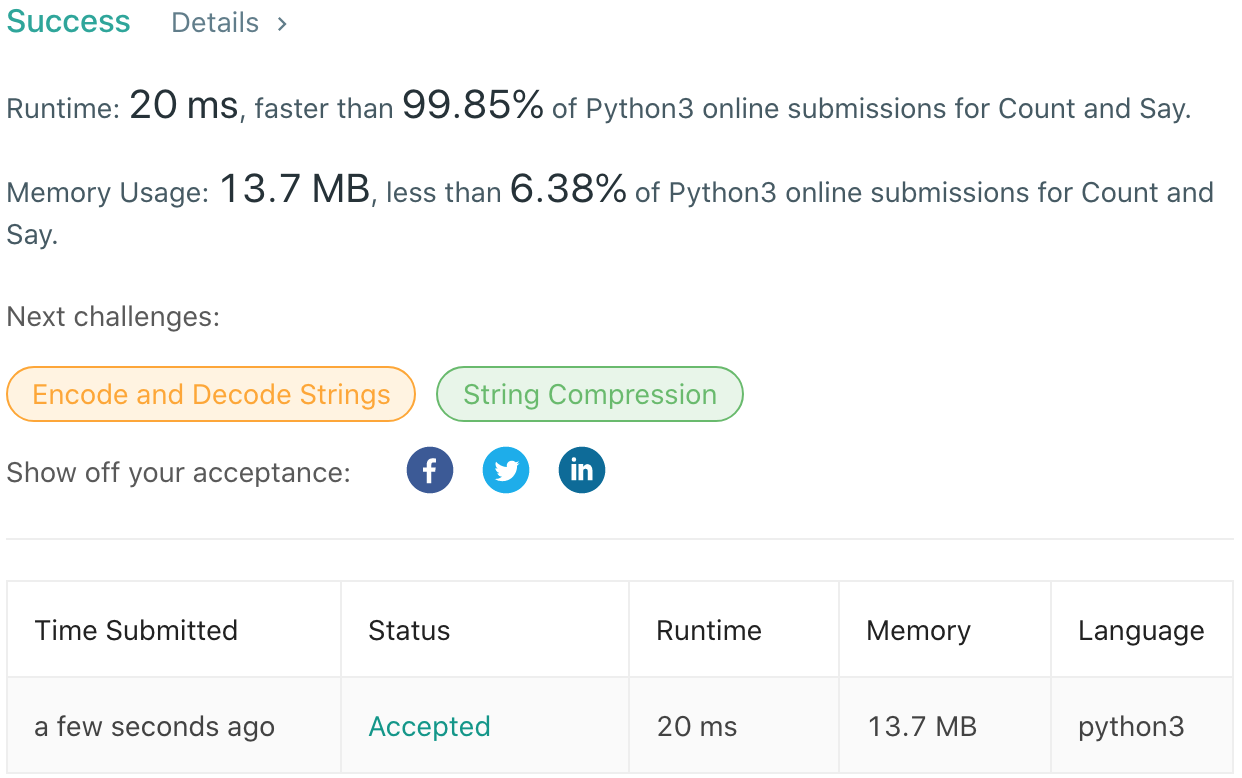 Success Details >
Runtime: 20 ms, faster than 99.85% of Python3 online submissions for Count and Say.
Memory Usage: 13.7 MB, less than 6.38% of Python3 online submissions for Count and
Say.
Next challenges:
Encode and Decode Strings String Compression
Show off your acceptance: f in
Time Submitted Status Runtime Memory Language
a few seconds ago Accepted 20 ms 13.7 MB python3